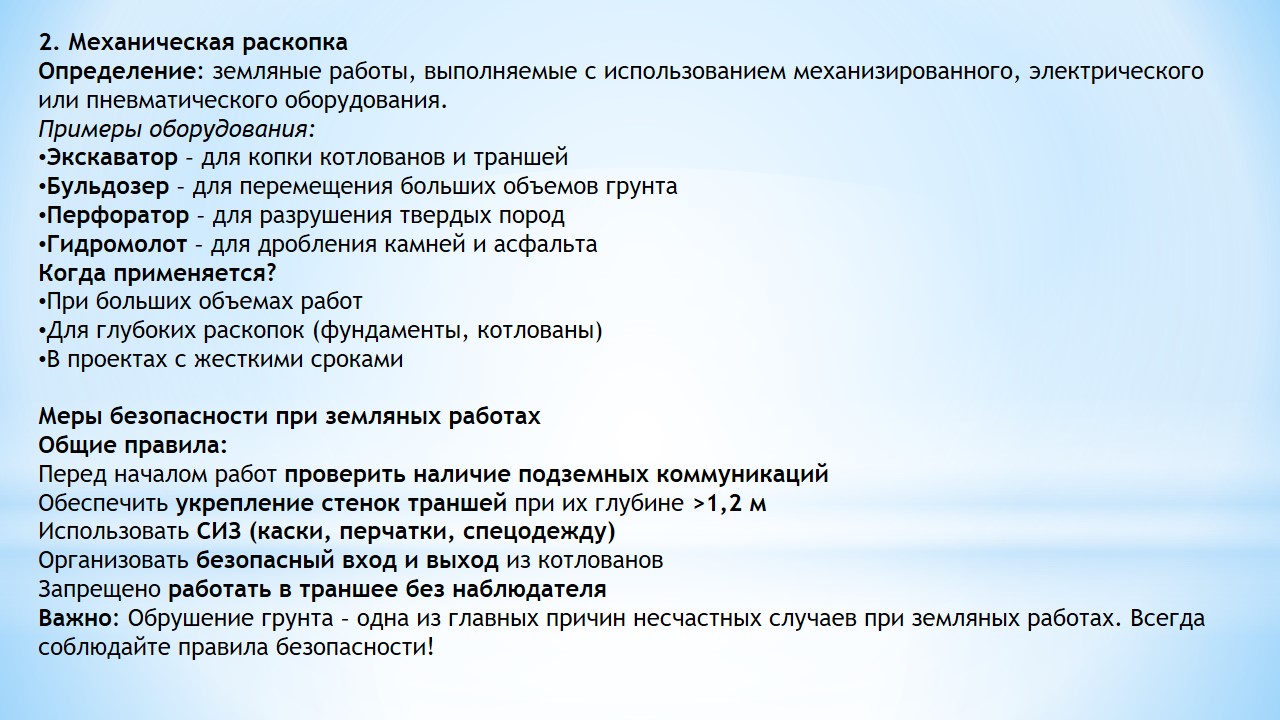 2. Механическая раскопка
Определение: земляные работы, выполняемые с использованием механизированного, электрического
или пневматического оборудования.
Примеры оборудования:
•Экскаватор – для копки котлованов и траншей
•Бульдозер – для перемещения больших объемов грунта
•Перфоратор – для разрушения твердых пород
•Гидромолот – для дробления камней и асфальта
Когда применяется?
•При больших объемах работ
•Для глубоких раскопок (фундаменты, котлованы)
•В проектах с жесткими сроками
Меры безопасности при земляных работах
Общие правила:
Перед началом работ проверить наличие подземных коммуникаций
Обеспечить укрепление стенок траншей при их глубине >1,2 м
Использовать СИЗ (каски, перчатки, спецодежду)
Организовать безопасный вход и выход из котлованов
Запрещено работать в траншее без наблюдателя
Важно: Обрушение грунта – одна из главных причин несчастных случаев при земляных работах. Всегда
соблюдайте правила безопасности!